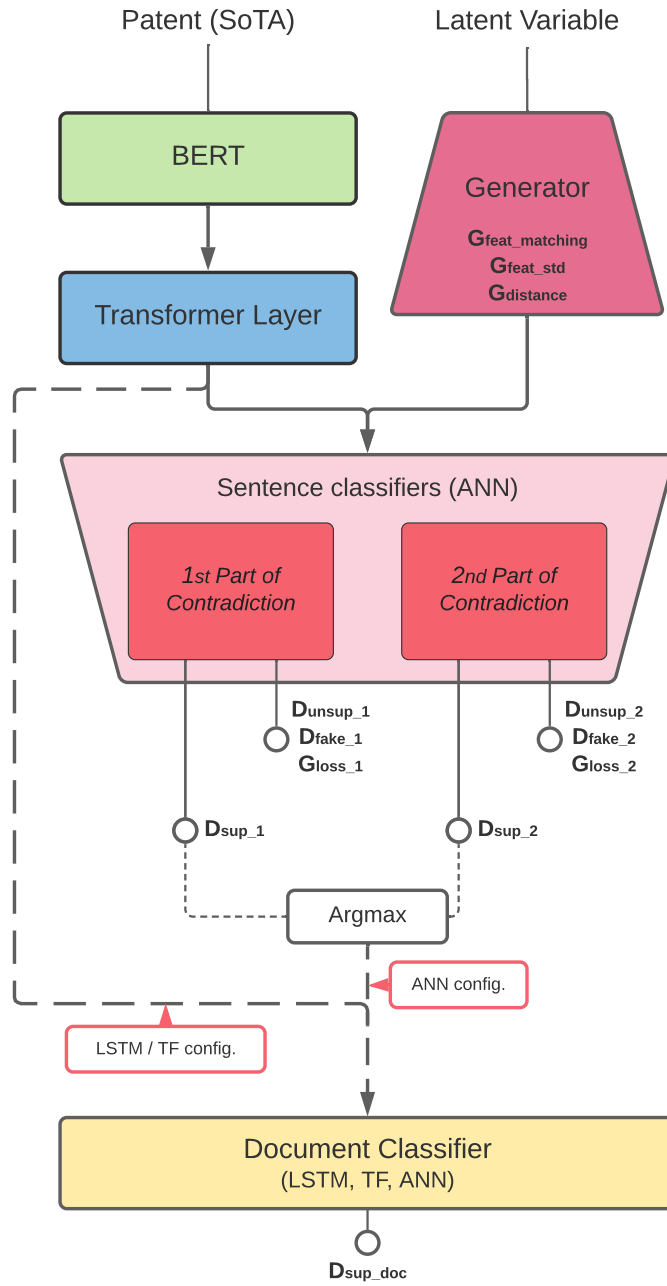 Patent (SoTA)
Latent Variable
BERT
Generator
Gfeat_matching
Gfeat_std
Gdistance
Transformer Layer
Sentence classifiers (ANN)
1st Part of
Contradiction
2nd Part of
Contradiction
Dunsup_1
Dfake_1
Gloss_1
Dunsup_2
Dfake_2
Gloss_2
Dsup_1
Dsup_2
Argmax
ANN config.
LSTM / TF config.
Document Classifier
(LSTM, TF, ANN)
Dsup_doc